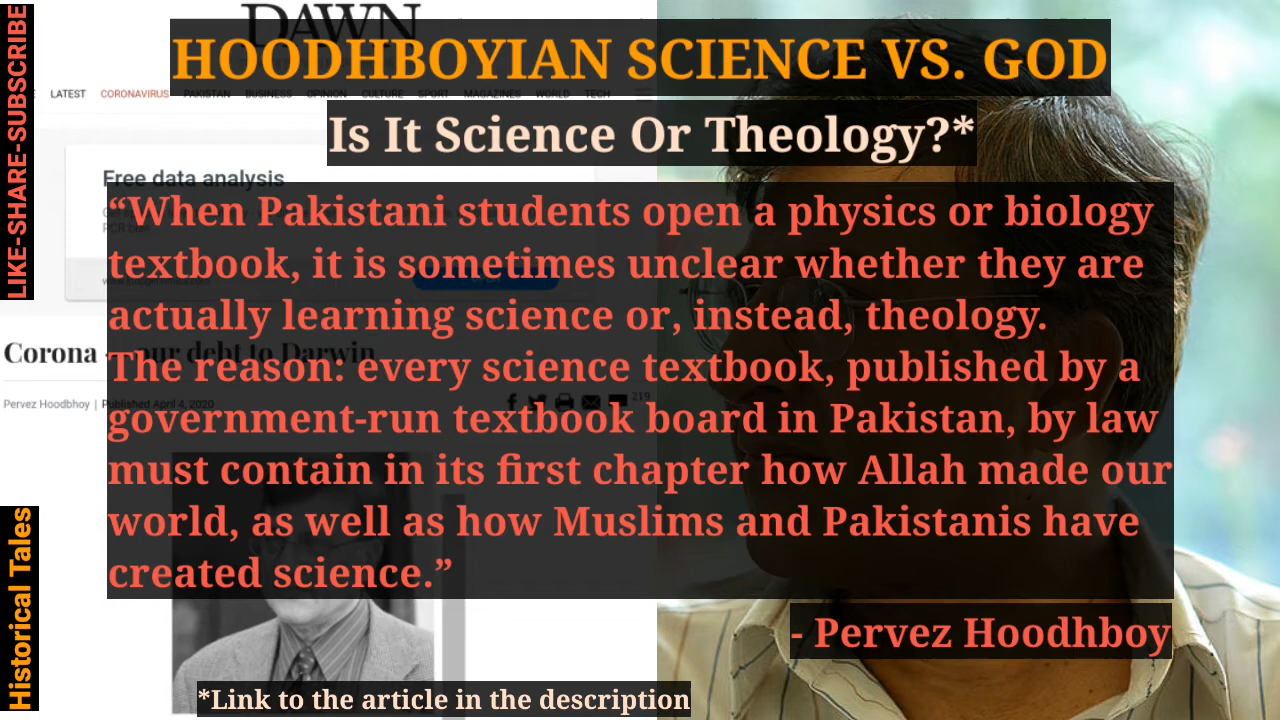 DAWN
HOODHBOYIAN SCIENCE VS. GOD
LATEST CORONAVIRUS PAKISTAN BUSINESS OPINION CULTURE SPORT MAGAZINES WORLD TECH
Is It Science Or Theology?*
Free data analysis
“When Pakistani students open a physics or biology
textbook, it is sometimes unclear whether they are
actually learning science or, instead, theology.
The reason: every science textbook, published by a
government-run textbook board in Pakistan, by law
must contain in its first chapter how Allah made our
world, as well as how Muslims and Pakistanis have
created science.”
- Pervez Hoodhboy
*Link to the article in the description
Corona our debt to Darwin
Pervez Hoodbhoy | Published April 4, 2020
219
LIKE-SHARE-SUBSCRIBE
Historical Tales